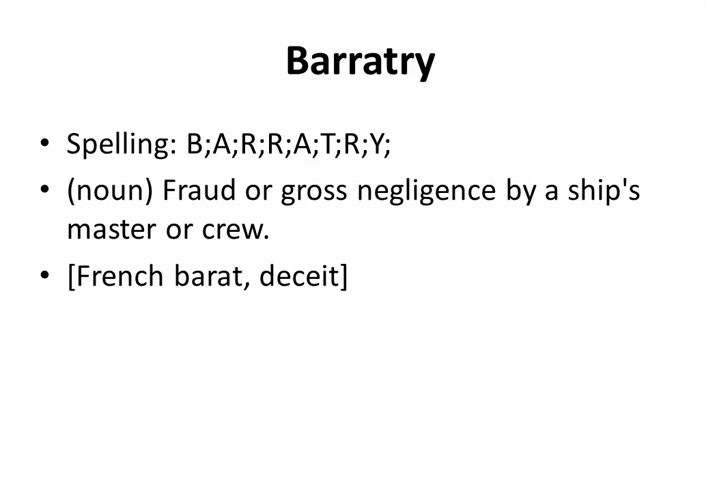 Barratry
• Spelling: B;A;R;R;A;T;R;Y;
• (noun) Fraud or gross negligence by a ship's
master or crew.
• [French barat, deceit]